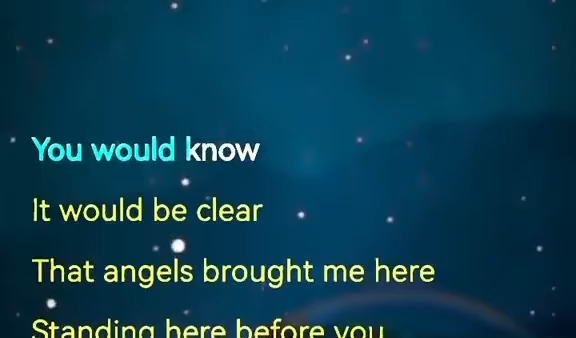 You would know
It would be clear
That angels brought me here
Standing here before you